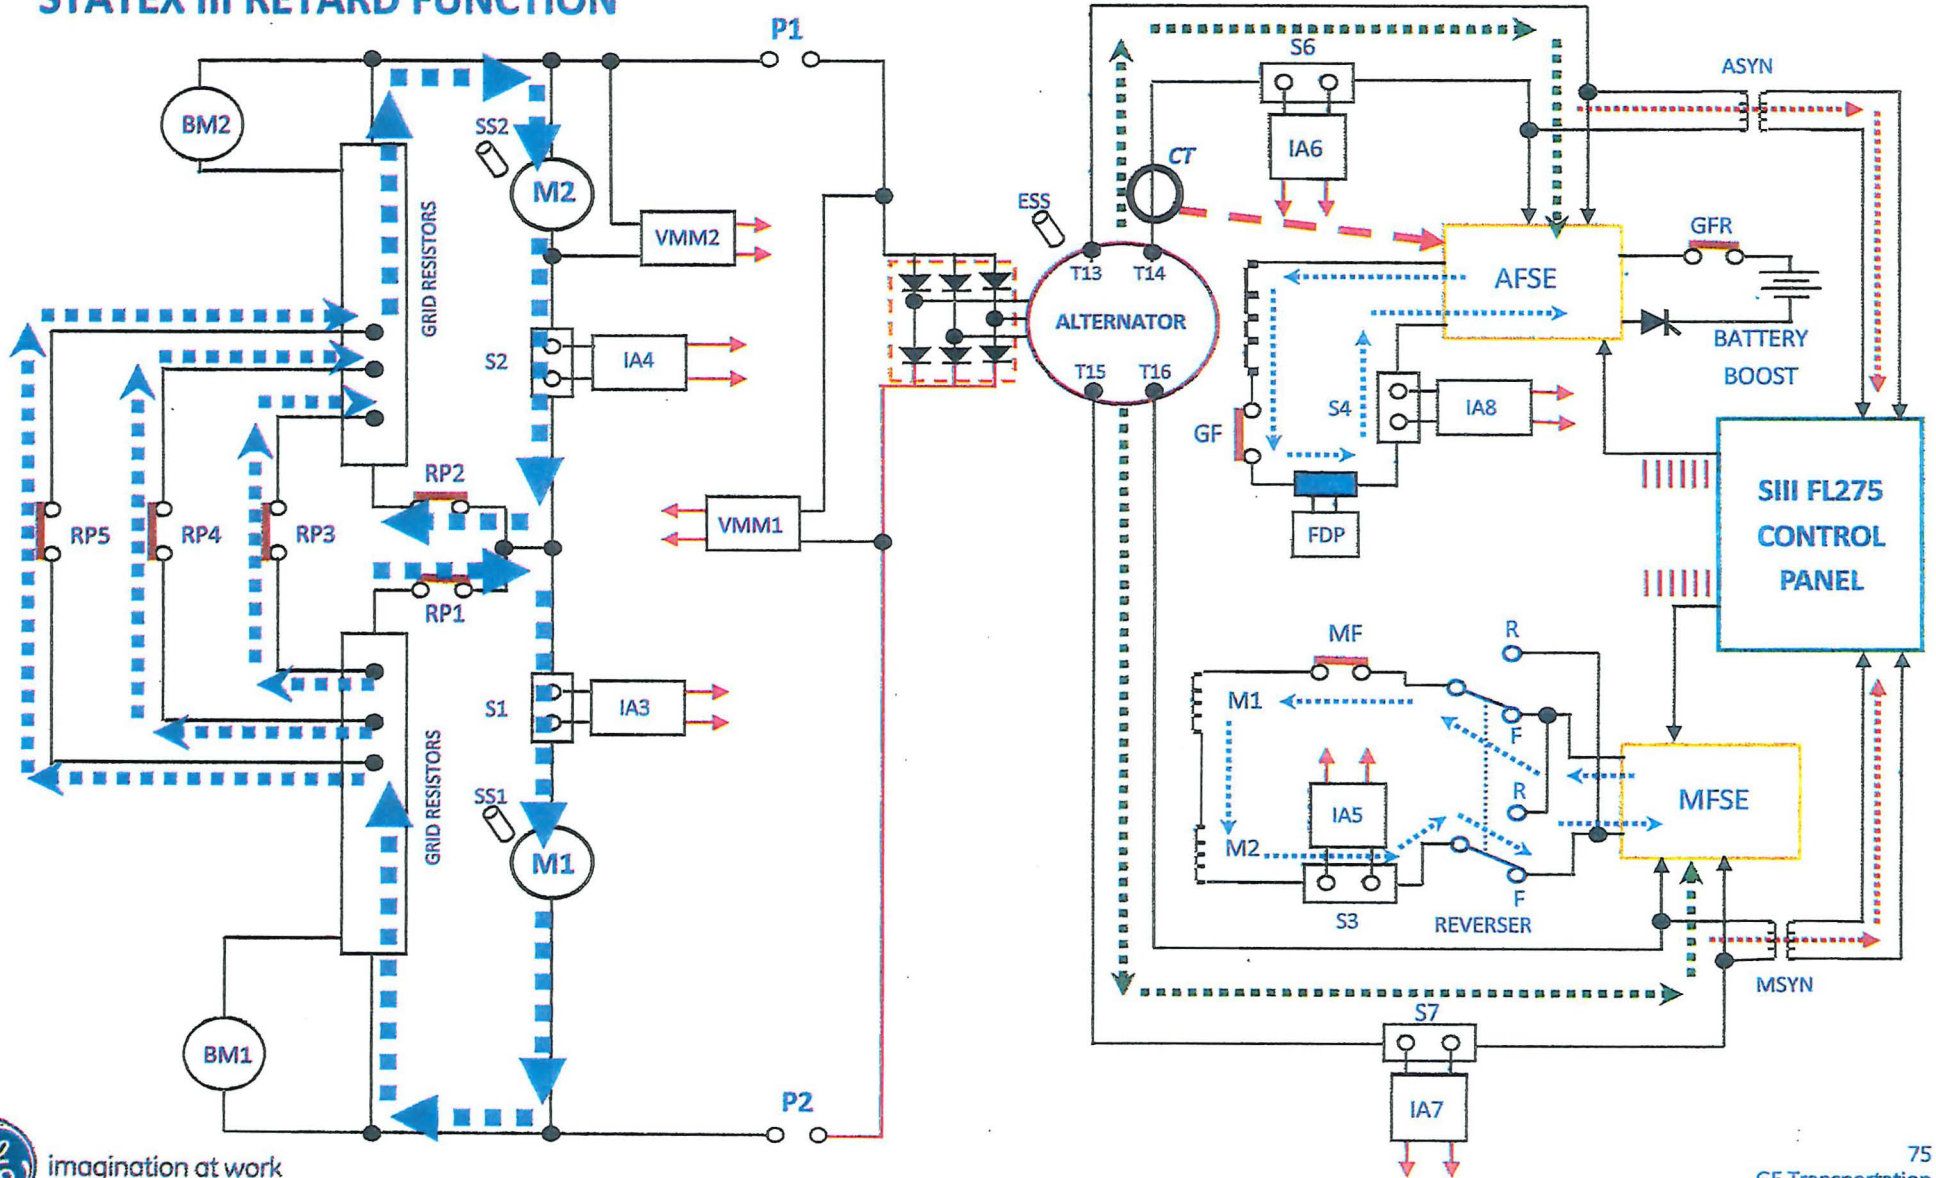 STATEX III RETARD FUNCTION
P1
S6
ASYN
BM2
SS2
IA6
CT
M2
ESS
GRID RESISTORS
VMM2
T13
T14
GFR
AFSE
ALTERNATOR
BATTERY
BOOST
S2
IA4
T15
T16
S4
IA8
GF
RP2
SIII FL275
CONTROL
PANEL
RP5
RP4
RP3
VMM1
FDP
RP1
R
MF
S1
IA3
M1
F
GRID RESISTORS
SS1
R
IA5
MFSE
M1
M2
F
S3
REVERSER
MSYN
S7
BM1
P2
IA7
imagination at work
75
GE Transportation